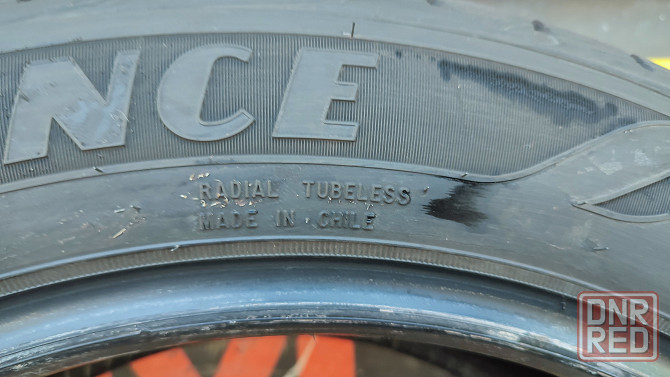 NCE
RADIAL TUBELESS
MADE IN CHILE
DNR
RED